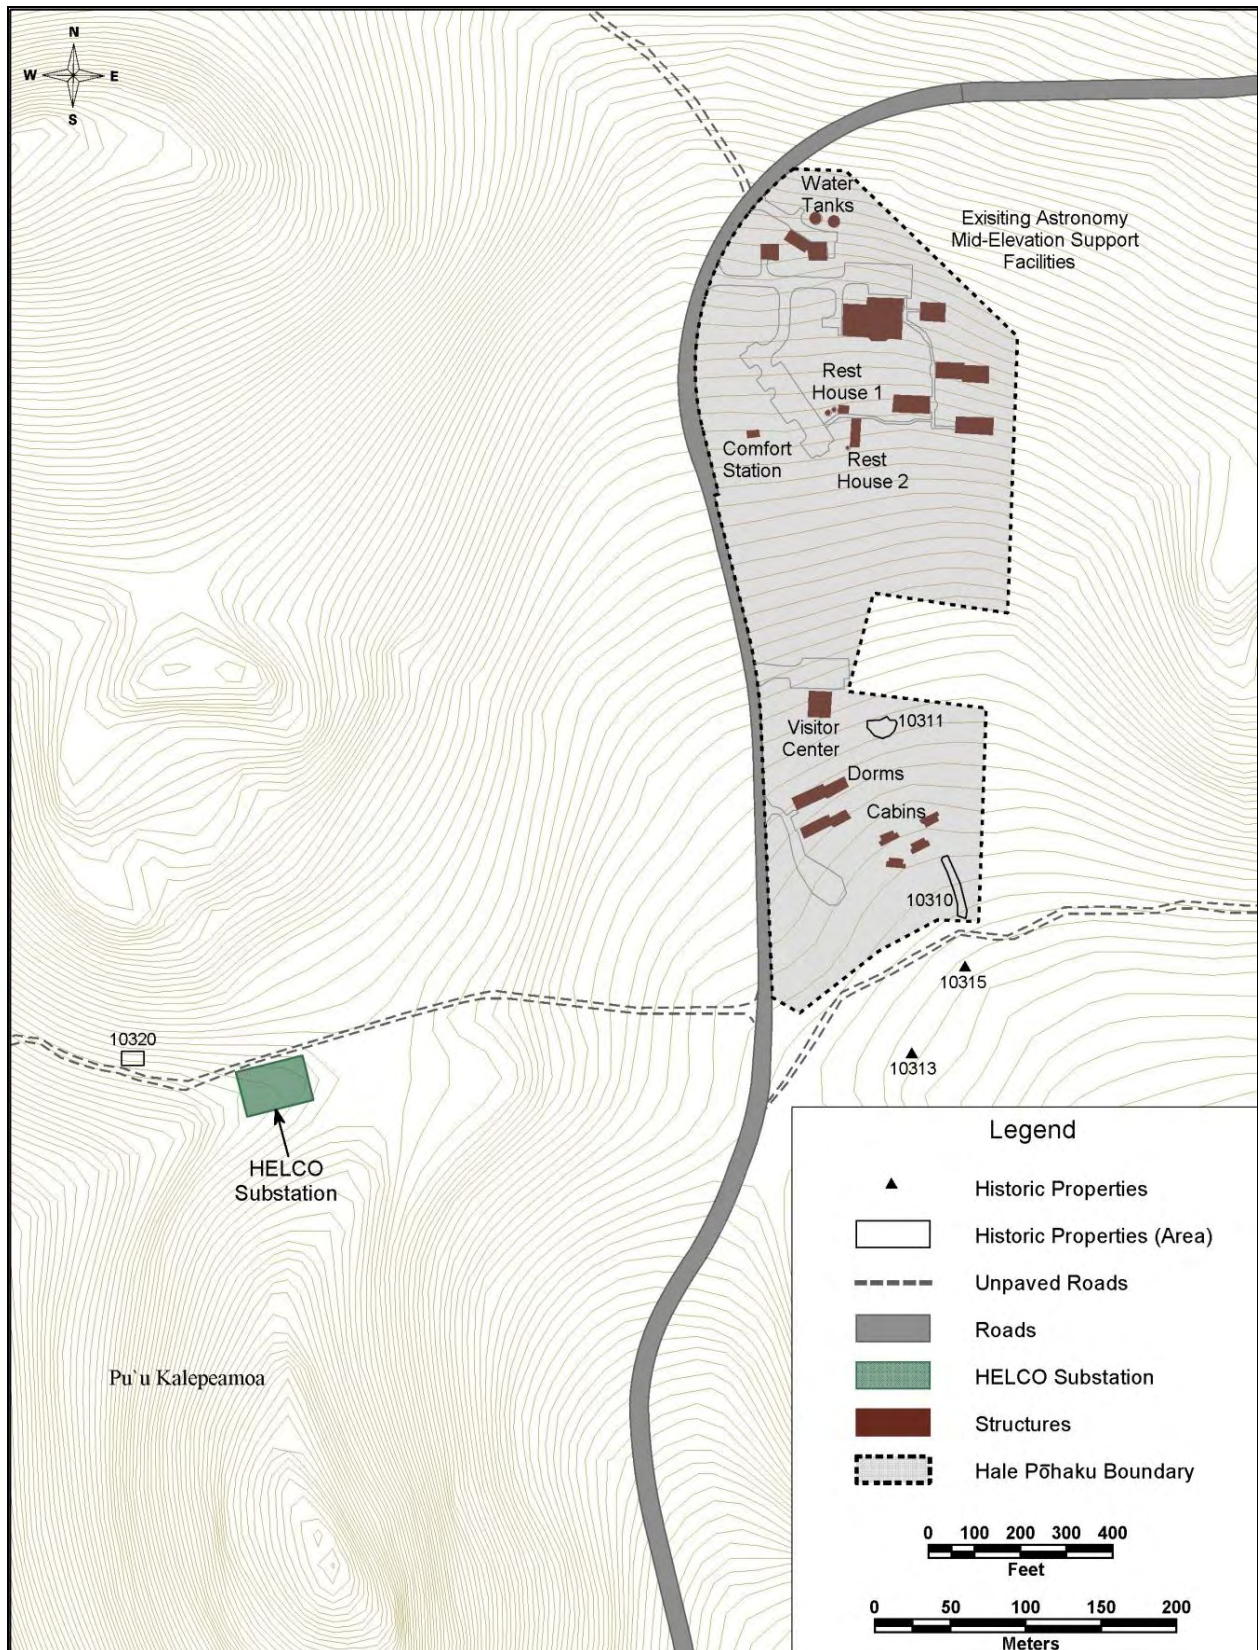 N
W E
S
Water
Tanks
Exisiting Astronomy
Mid-Elevation Support
Facilities
Rest
House 1
Comfort
Station
Rest
House 2
10311
Visitor
Center
Dorms
Cabins
10310
10315
10320
10313
HELCO
Substation
Pu`u Kalepeamoa
Legend
Historic Properties
Historic Properties (Area)
Unpaved Roads
Roads
HELCO Substation
Structures
Hale Pōhaku Boundary
0 100 200 300 400
Feet
0 50 100 150 200
Meters